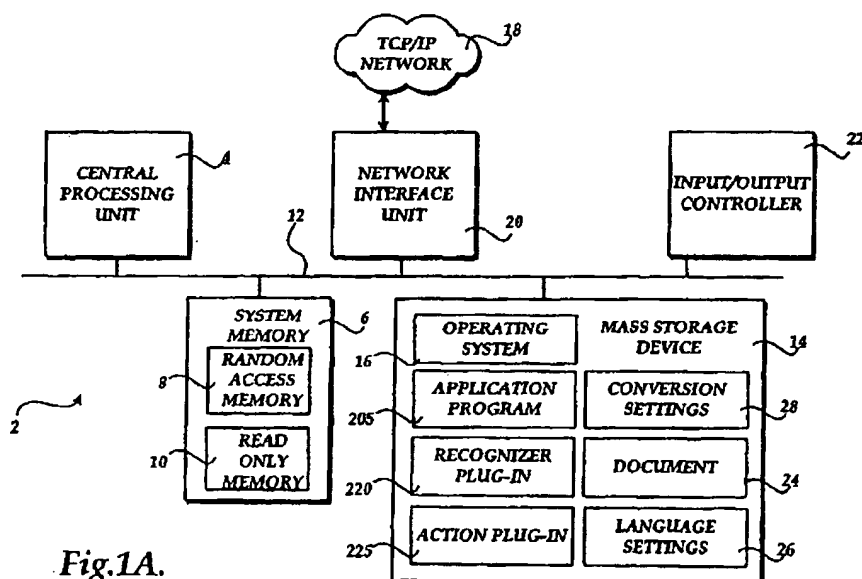 TCP/IP
NETWORK
18
CENTRAL
PROCESSING
UNIT
4
NETWORK
INTERFACE
UNIT
20
INPUT/OUTPUT
CONTROLLER
22
12
SYSTEM
MEMORY
6
RANDOM
ACCESS
MEMORY
8
READ
ONLY
MEMORY
10
2
OPERATING
SYSTEM
16
MASS STORAGE
DEVICE
14
APPLICATION
PROGRAM
205
CONVERSION
SETTINGS
28
RECOGNIZER
PLUG-IN
220
DOCUMENT
24
ACTION PLUG-IN
225
LANGUAGE
SETTINGS
26
Fig.1A.